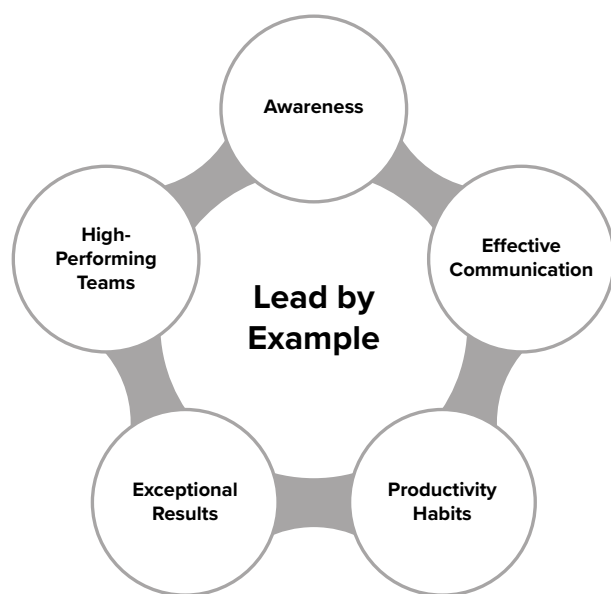 Awareness
Effective
Communication
Productivity
Habits
Exceptional
Results
High-
Performing
Teams
Lead by
Example